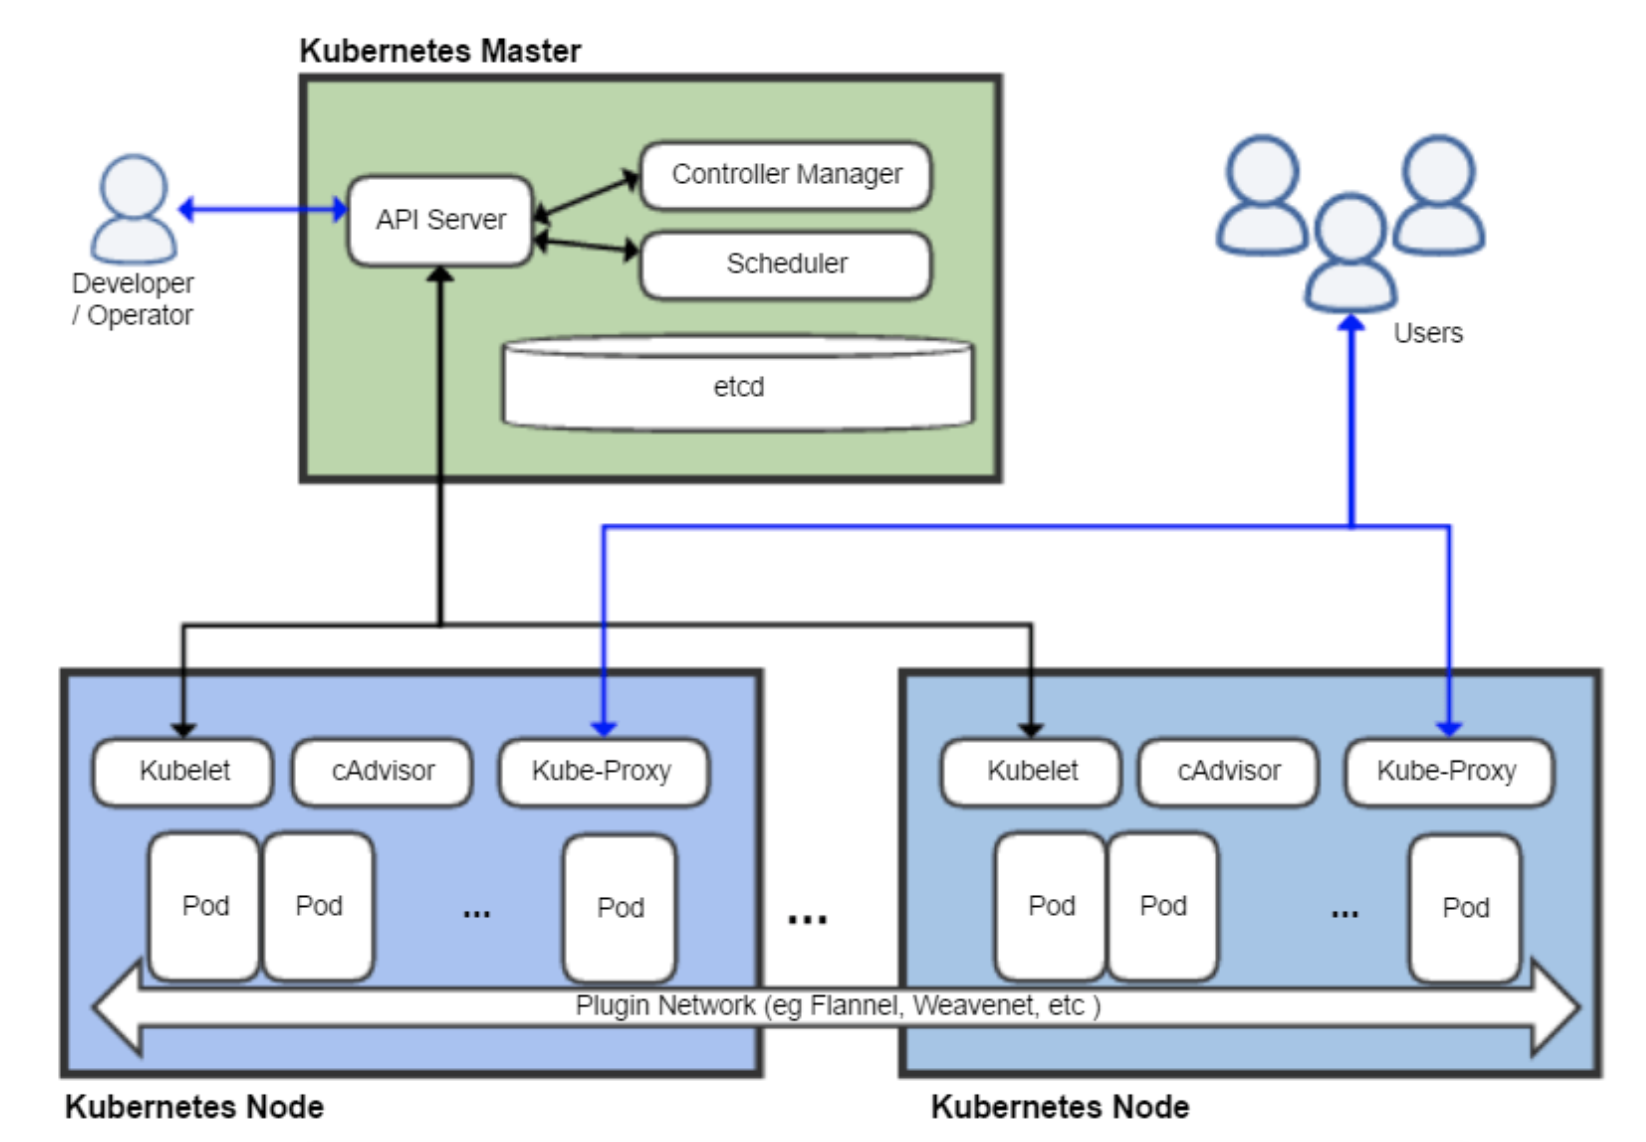 Kubernetes Master
Controller Manager
API Server
Scheduler
Developer
/ Operator
Users
etcd
Kubelet
cAdvisor
Kube-Proxy
Pod
Pod
...
Pod
...
Kubelet
cAdvisor
Kube-Proxy
Pod
Pod
...
Pod
Plugin Network (eg Flannel, Weavenet, etc )
Kubernetes Node
Kubernetes Node